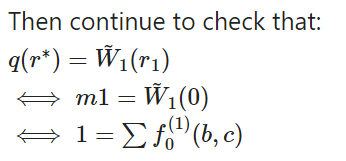 Then continue to check that:
q(r*) = W̃₁(r₁)
⟺ m1 = W̃₁(0)
⟺ 1 = ∑ f₀⁽¹⁾(b, c)